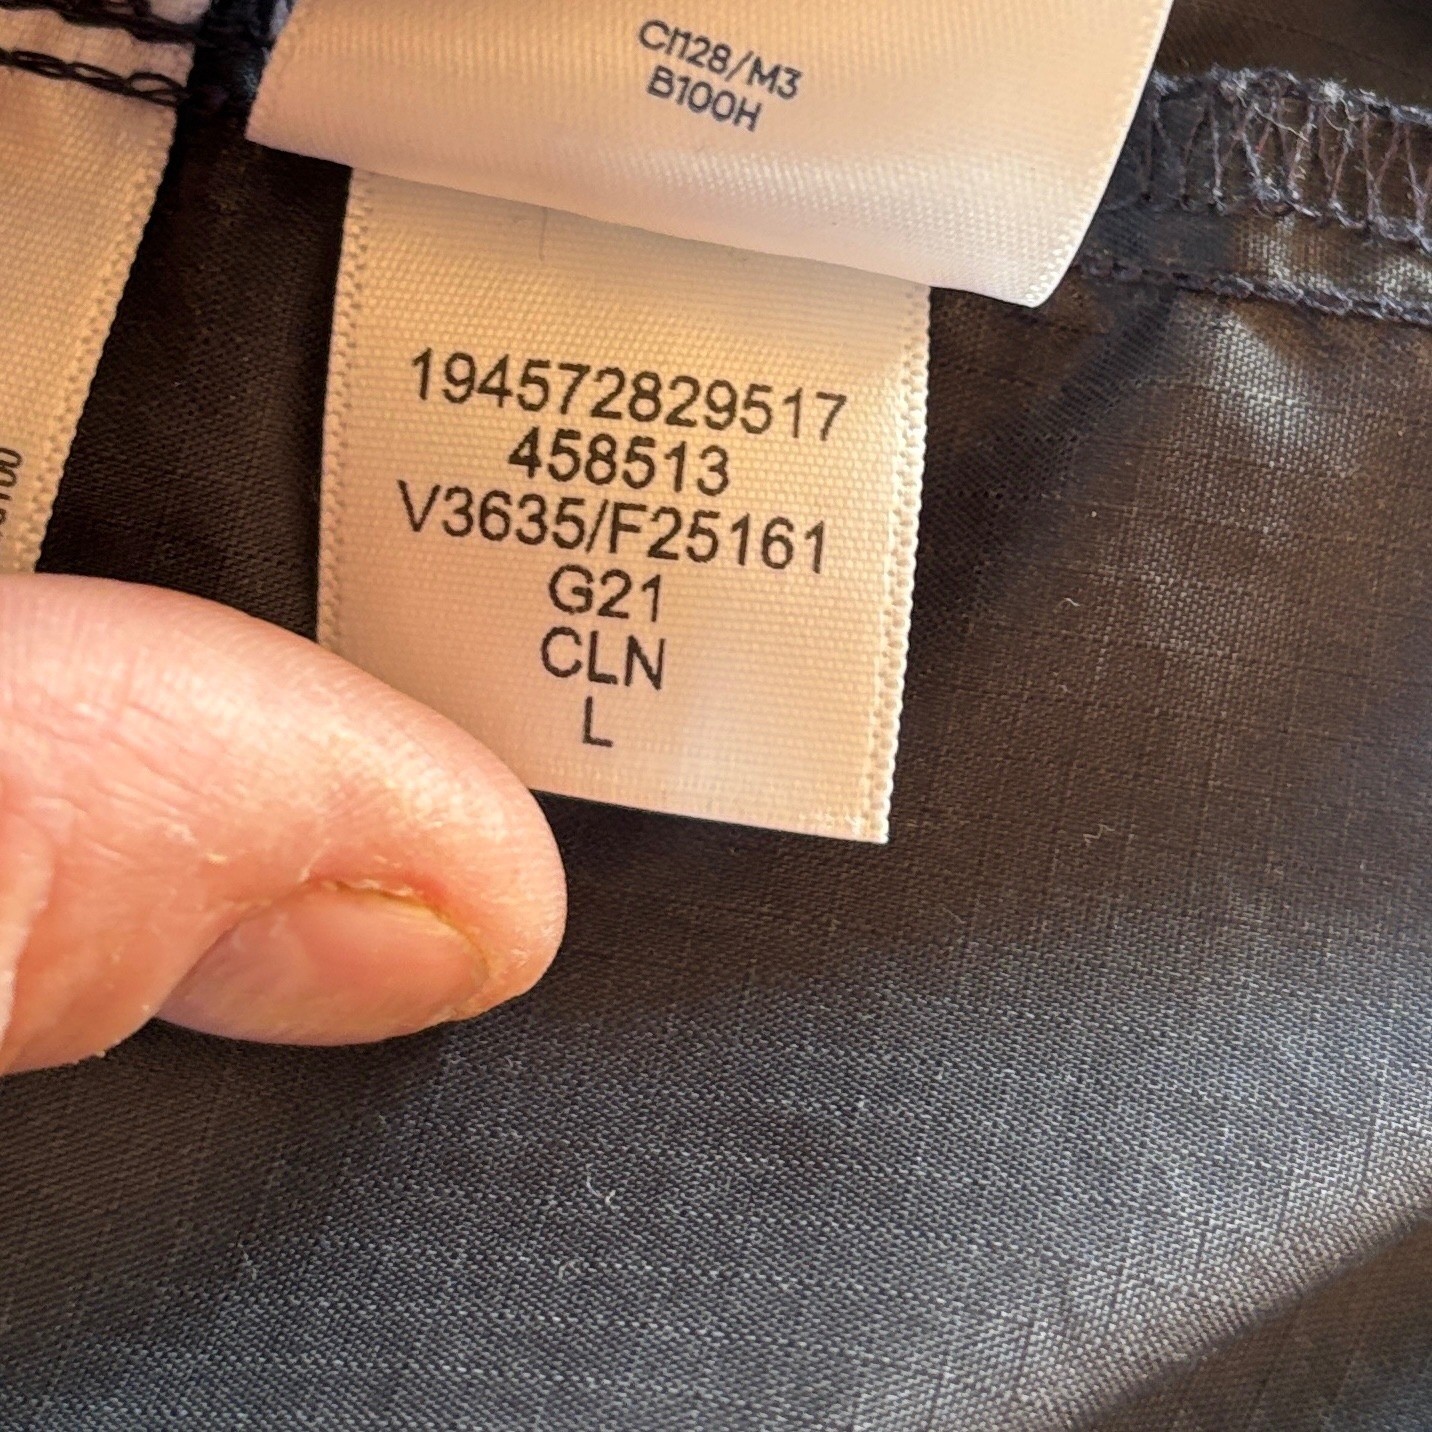 CI128/M3
B100H
194572829517
458513
V3635/F25161
G21
CLN
L